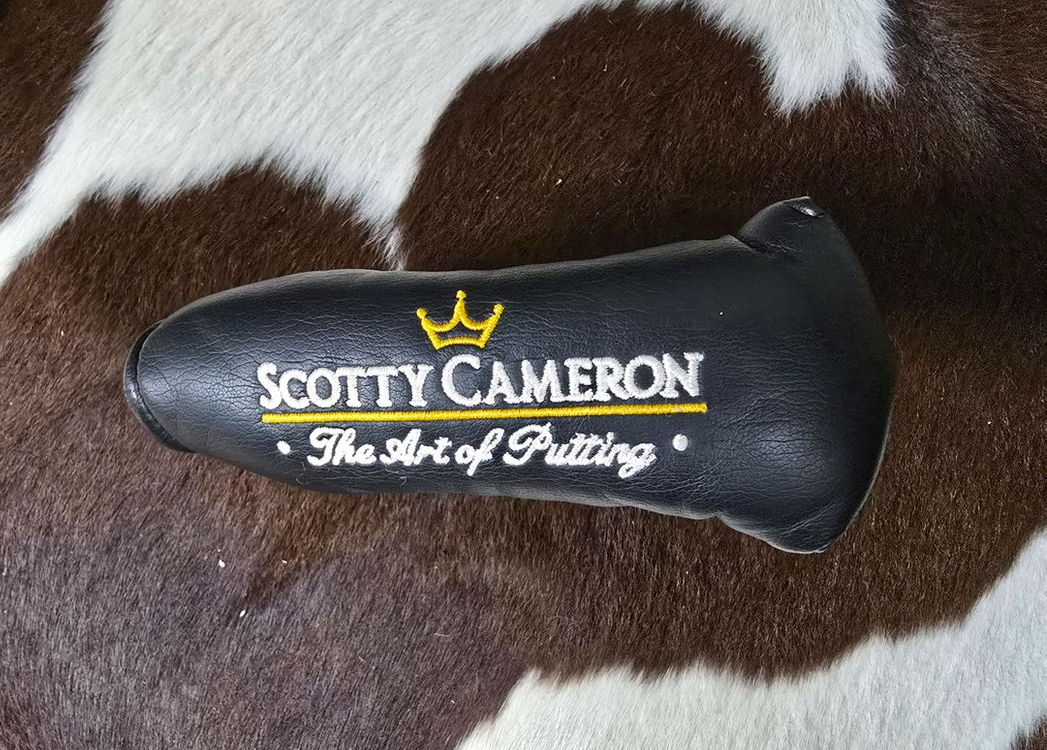 SCOTTY CAMERON
• The Art of Putting •